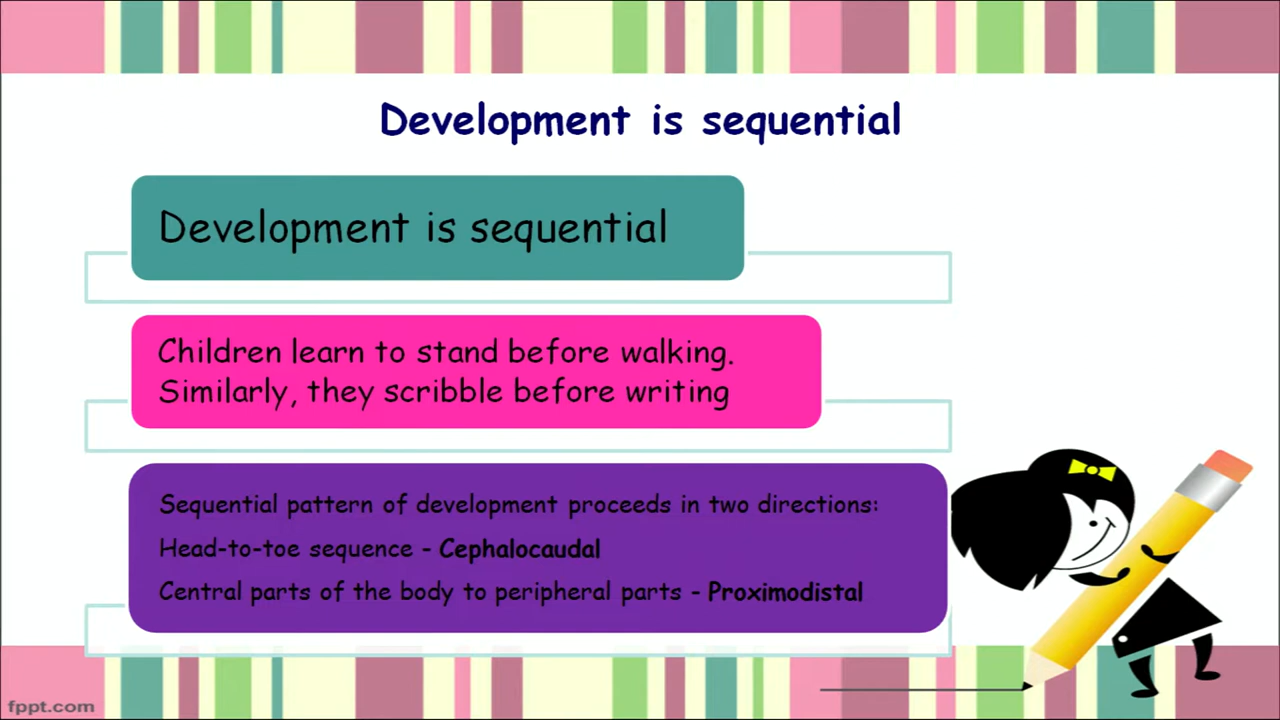 Development is sequential
Development is sequential
Children learn to stand before walking.
Similarly, they scribble before writing
Sequential pattern of development proceeds in two directions:
Head-to-toe sequence - Cephalocaudal
Central parts of the body to peripheral parts - Proximodistal
fppt.com